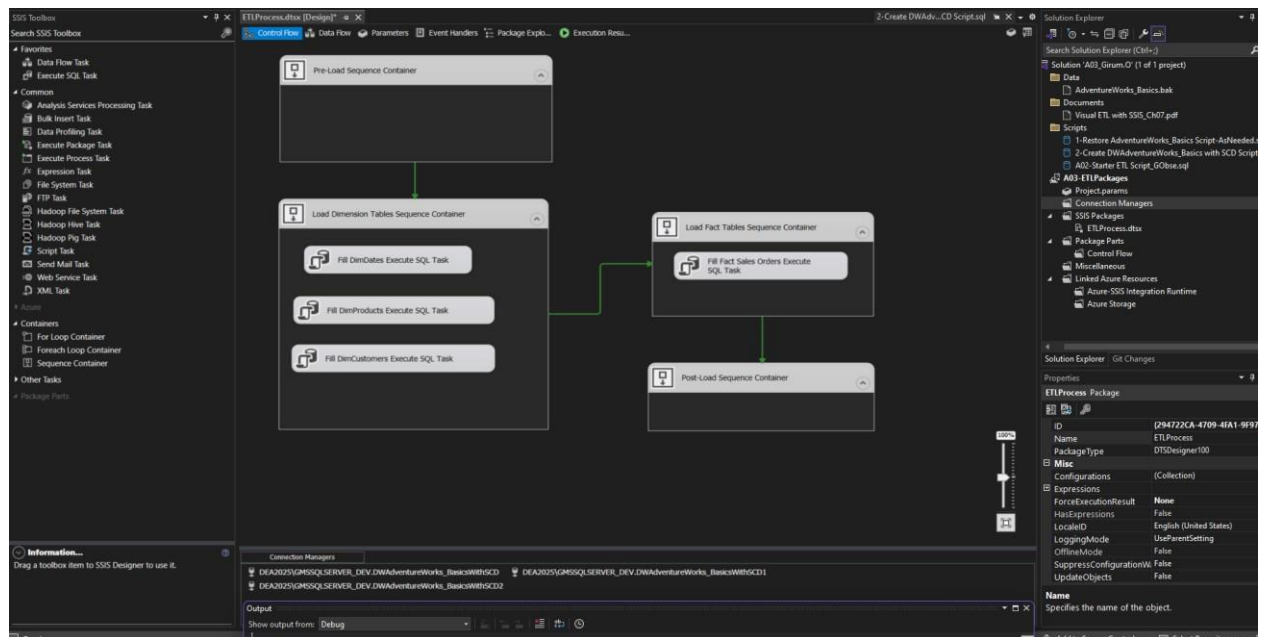 SSIS Toolbox
Search SSIS Toolbox
Favorites
Data Flow Task
Execute SQL Task
Common
Analysis Services Processing Task
Bulk Insert Task
Data Profiling Task
Execute Package Task
Execute Process Task
Expression Task
File System Task
FTP Task
Hadoop File System Task
Hadoop Hive Task
Hadoop Pig Task
Script Task
Send Mail Task
Web Service Task
XML Task
Azure
Containers
For Loop Container
Foreach Loop Container
Sequence Container
Other Tasks
Package Parts
Information...
Drag a toolbox item to SSIS Designer to use it.
ETLProcess.dtsx [Design]*
2-Create DWAdv...CD Script.sql
Control Flow Data Flow Parameters Event Handlers Package Explo... Execution Resu...
Pre-Load Sequence Container
Load Dimension Tables Sequence Container
Fill DimDates Execute SQL Task
Fill DimProducts Execute SQL Task
Fill DimCustomers Execute SQL Task
Load Fact Tables Sequence Container
Fill Fact Sales Orders Execute
SQL Task
Post-Load Sequence Container
100%
Connection Managers
DEA2025\GMSSQLSERVER_DEV.DWAdventureWorks_BasicsWithSCD DEA2025\GMSSQLSERVER_DEV.DWAdventureWorks_BasicsWithSCD1
DEA2025\GMSSQLSERVER_DEV.DWAdventureWorks_BasicsWithSCD2
Output
Show output from: Debug
Solution Explorer
Search Solution Explorer (Ctrl+;)
Solution 'A03_Girum.O' (1 of 1 project)
Data
AdventureWorks_Basics.bak
Documents
Visual ETL with SSIS_Ch07.pdf
Scripts
1-Restore AdventureWorks_Basics Script-AsNeeded.s
2-Create DWAdventureWorks_Basics with SCD Script
A02-Starter ETL Script_GObse.sql
A03-ETLPackages
Project.params
Connection Managers
SSIS Packages
ETLProcess.dtsx
Package Parts
Control Flow
Miscellaneous
Linked Azure Resources
Azure-SSIS Integration Runtime
Azure Storage
Solution Explorer Git Changes
Properties
ETLProcess Package
ID {294722CA-4709-4FA1-9F97
Name ETLProcess
PackageType DTSDesigner100
Misc
Configurations (Collection)
Expressions
ForceExecutionResult None
HasExpressions False
LocaleID English (United States)
LoggingMode UseParentSetting
OfflineMode False
SuppressConfigurationWa False
UpdateObjects False
Name
Specifies the name of the object.